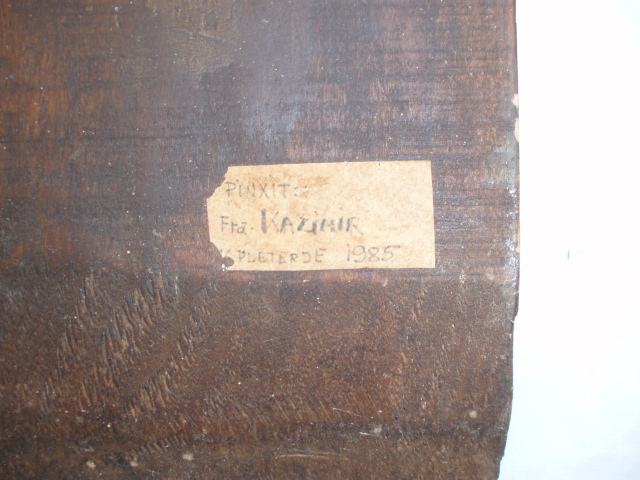 PINXIT:
Fra. KAZIMIR
PLETERJE 1985